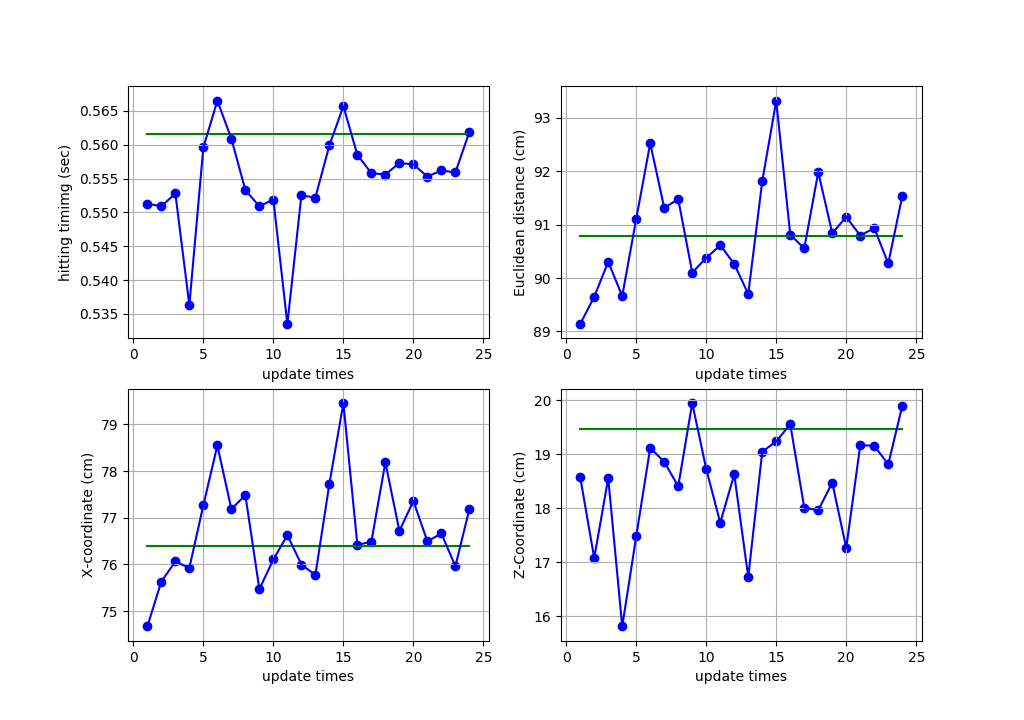 0.565
0.560
0.555
0.550
0.545
0.540
0.535
hitting timimg (sec)
0 5 10 15 20 25
update times
93
92
91
90
89
Euclidean distance (cm)
0 5 10 15 20 25
update times
79
78
77
76
75
X-coordinate (cm)
0 5 10 15 20 25
update times
20
19
18
17
16
Z-Coordinate (cm)
0 5 10 15 20 25
update times